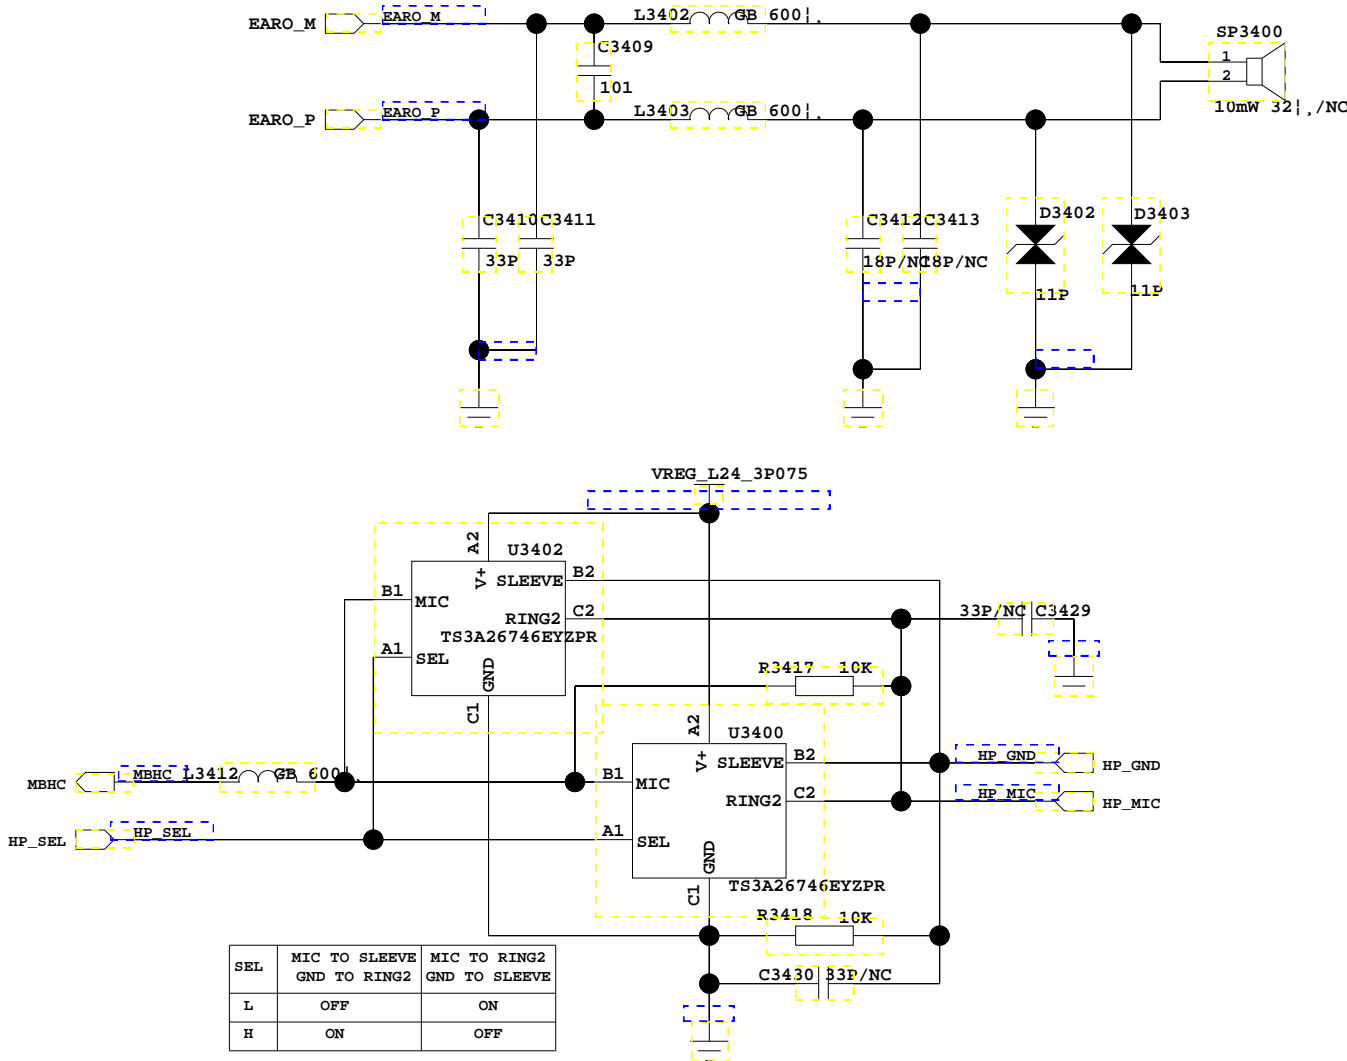 EARO_M
EARO_M
L3402
GB 600¦¸
C3409
101
SP3400
1
2
10mW 32¦¸/NC
EARO_P
EARO_P
L3403
GB 600¦¸
C3410
C3411
33P
33P
C3412
C3413
18P/NC
18P/NC
D3402
D3403
11P
11P
VREG_L24_3P075
A2
U3402
V+
SLEEVE
B2
B1
MIC
RING2
C2
TS3A26746EYZPR
A1
SEL
GND
C1
33P/NC
C3429
R3417
10K
A2
U3400
V+
SLEEVE
B2
B1
MIC
RING2
C2
A1
SEL
GND
C1
TS3A26746EYZPR
MBHC
MBHC
L3412
GB 600¦¸
HP_SEL
HP_SEL
HP_GND
HP_GND
HP_MIC
HP_MIC
R3418
10K
C3430
33P/NC
SEL
MIC TO SLEEVE
GND TO RING2
MIC TO RING2
GND TO SLEEVE
L
OFF
ON
H
ON
OFF